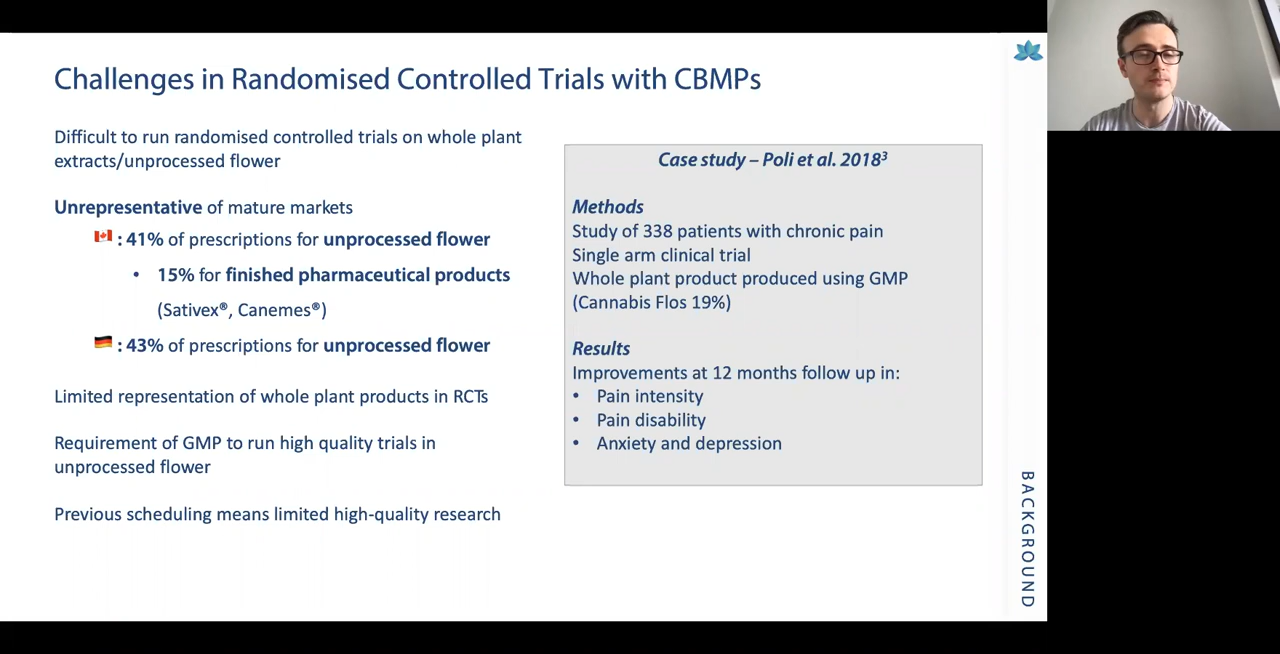 Challenges in Randomised Controlled Trials with CBMPs
Difficult to run randomised controlled trials on whole plant
extracts/unprocessed flower
Unrepresentative of mature markets
: 41% of prescriptions for unprocessed flower
• 15% for finished pharmaceutical products
(Sativex®, Canemes®)
: 43% of prescriptions for unprocessed flower
Limited representation of whole plant products in RCTs
Requirement of GMP to run high quality trials in
unprocessed flower
Previous scheduling means limited high-quality research
Case study – Poli et al. 2018³
Methods
Study of 338 patients with chronic pain
Single arm clinical trial
Whole plant product produced using GMP
(Cannabis Flos 19%)
Results
Improvements at 12 months follow up in:
• Pain intensity
• Pain disability
• Anxiety and depression
BACKGROUND